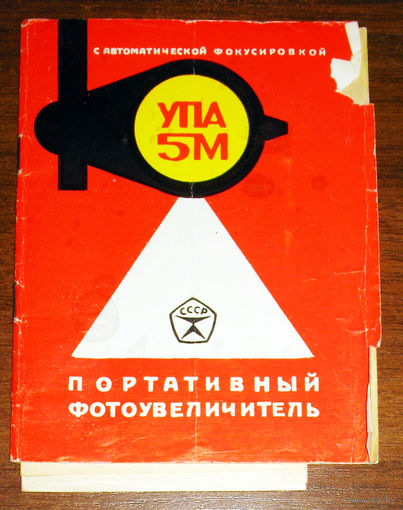 С АВТОМАТИЧЕСКОЙ ФОКУСИРОВКОЙ
УПА
5М
СССР
ПОРТАТИВНЫЙ
ФОТОУВЕЛИЧИТЕЛЬ